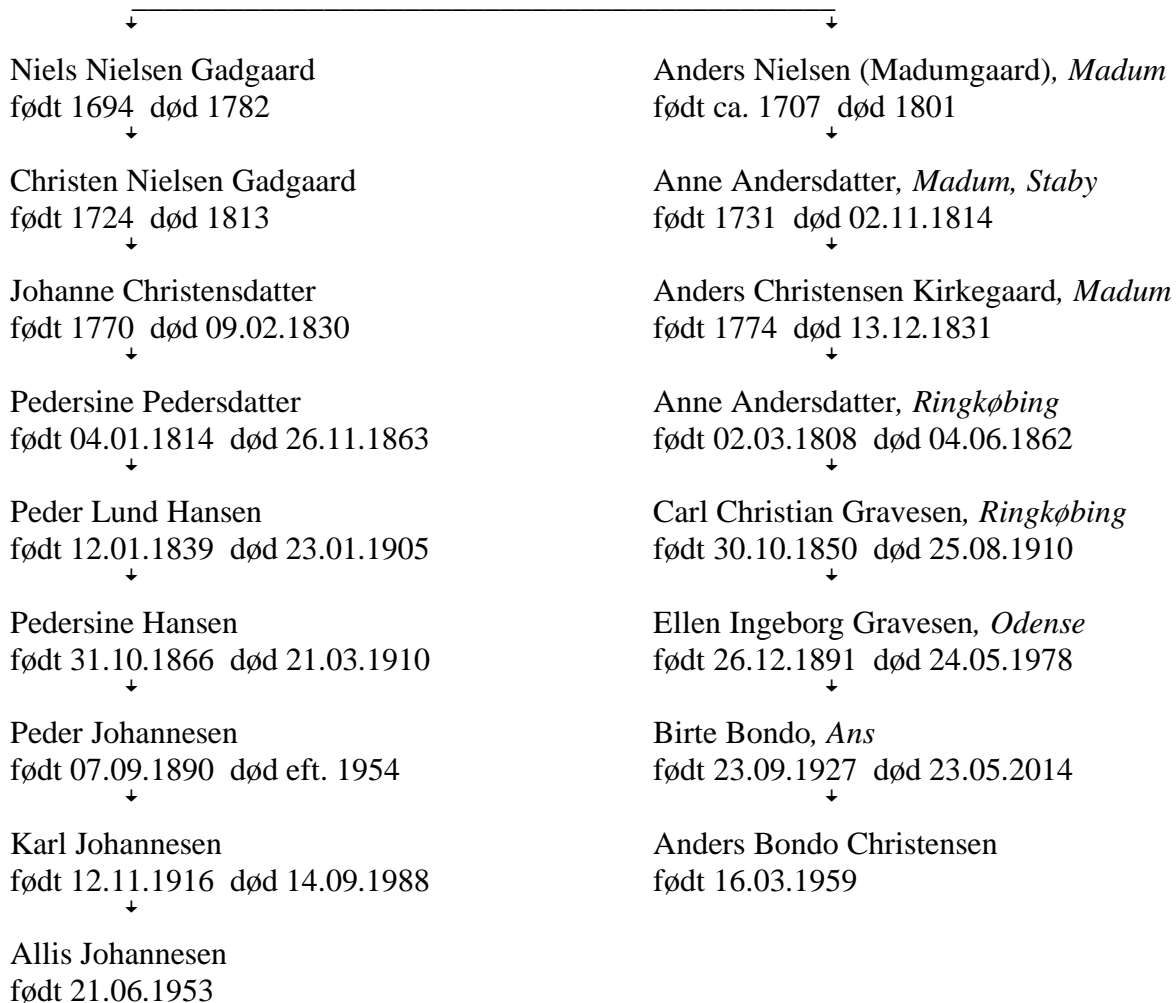 Niels Nielsen Gadgaard
født 1694  død 1782
Christen Nielsen Gadgaard
født 1724  død 1813
Johanne Christensdatter
født 1770  død 09.02.1830
Pedersine Pedersdatter
født 04.01.1814  død 26.11.1863
Peder Lund Hansen
født 12.01.1839  død 23.01.1905
Pedersine Hansen
født 31.10.1866  død 21.03.1910
Peder Johannesen
født 07.09.1890  død eft. 1954
Karl Johannesen
født 12.11.1916  død 14.09.1988
Allis Johannesen
født 21.06.1953
Anders Nielsen (Madumgaard), Madum
født ca. 1707  død 1801
Anne Andersdatter, Madum, Staby
født 1731  død 02.11.1814
Anders Christensen Kirkegaard, Madum
født 1774  død 13.12.1831
Anne Andersdatter, Ringkøbing
født 02.03.1808  død 04.06.1862
Carl Christian Gravesen, Ringkøbing
født 30.10.1850  død 25.08.1910
Ellen Ingeborg Gravesen, Odense
født 26.12.1891  død 24.05.1978
Birte Bondo, Ans
født 23.09.1927  død 23.05.2014
Anders Bondo Christensen
født 16.03.1959